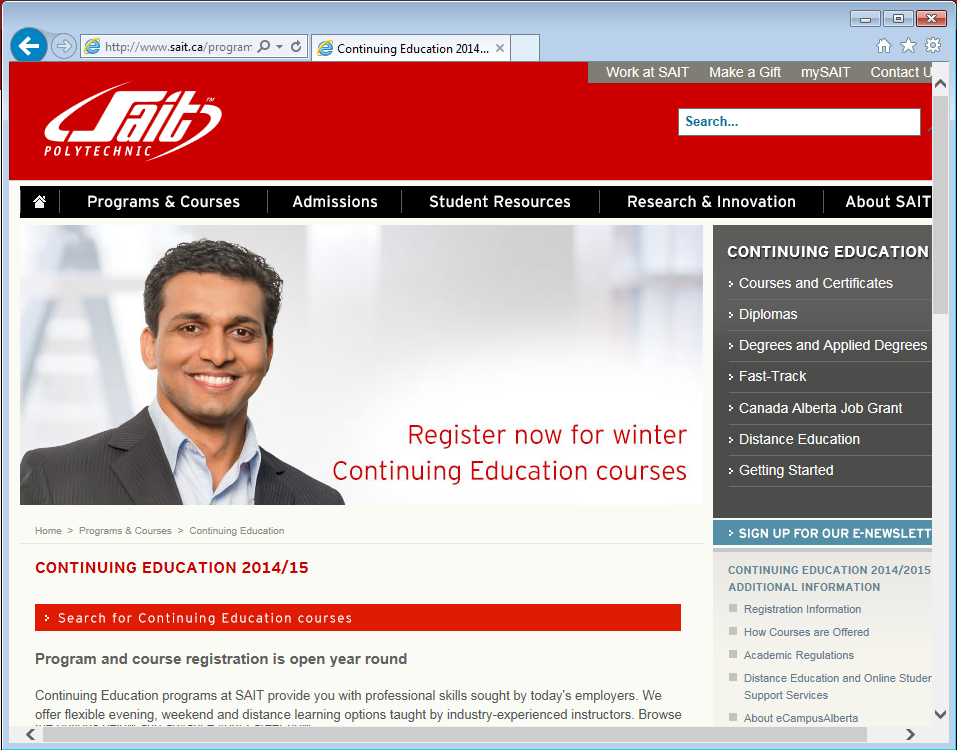 http://www.sait.ca/program
Continuing Education 2014...
Work at SAIT Make a Gift mySAIT Contact U
Sait TM
POLYTECHNIC
Search...
Programs & Courses Admissions Student Resources Research & Innovation About SAIT
Register now for winter
Continuing Education courses
CONTINUING EDUCATION
Courses and Certificates
Diplomas
Degrees and Applied Degrees
Fast-Track
Canada Alberta Job Grant
Distance Education
Getting Started
SIGN UP FOR OUR E-NEWSLETT
Home > Programs & Courses > Continuing Education
CONTINUING EDUCATION 2014/15
Search for Continuing Education courses
Program and course registration is open year round
Continuing Education programs at SAIT provide you with professional skills sought by today's employers. We
offer flexible evening, weekend and distance learning options taught by industry-experienced instructors. Browse
CONTINUING EDUCATION 2014/2015
ADDITIONAL INFORMATION
Registration Information
How Courses are Offered
Academic Regulations
Distance Education and Online Studen
Support Services
About eCampusAlberta